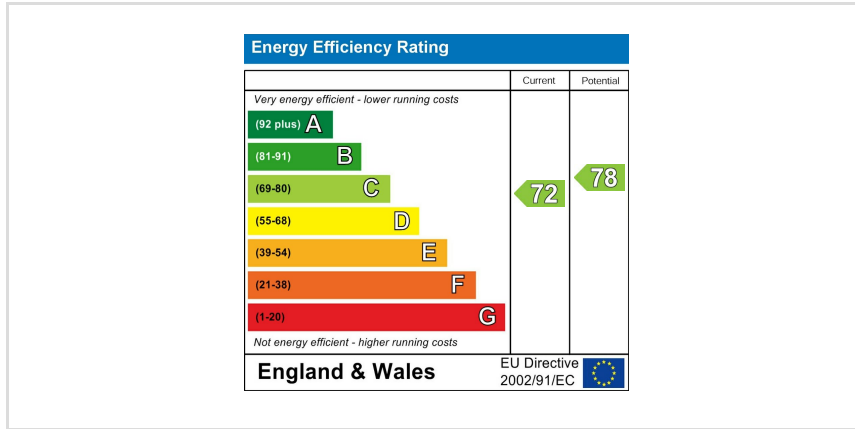 Energy Efficiency Rating
Current Potential
Very energy efficient - lower running costs
(92 plus) A
(81-91) B
(69-80) C
(55-68) D
(39-54) E
(21-38) F
(1-20) G
72
78
Not energy efficient - higher running costs
England & Wales
EU Directive
2002/91/EC